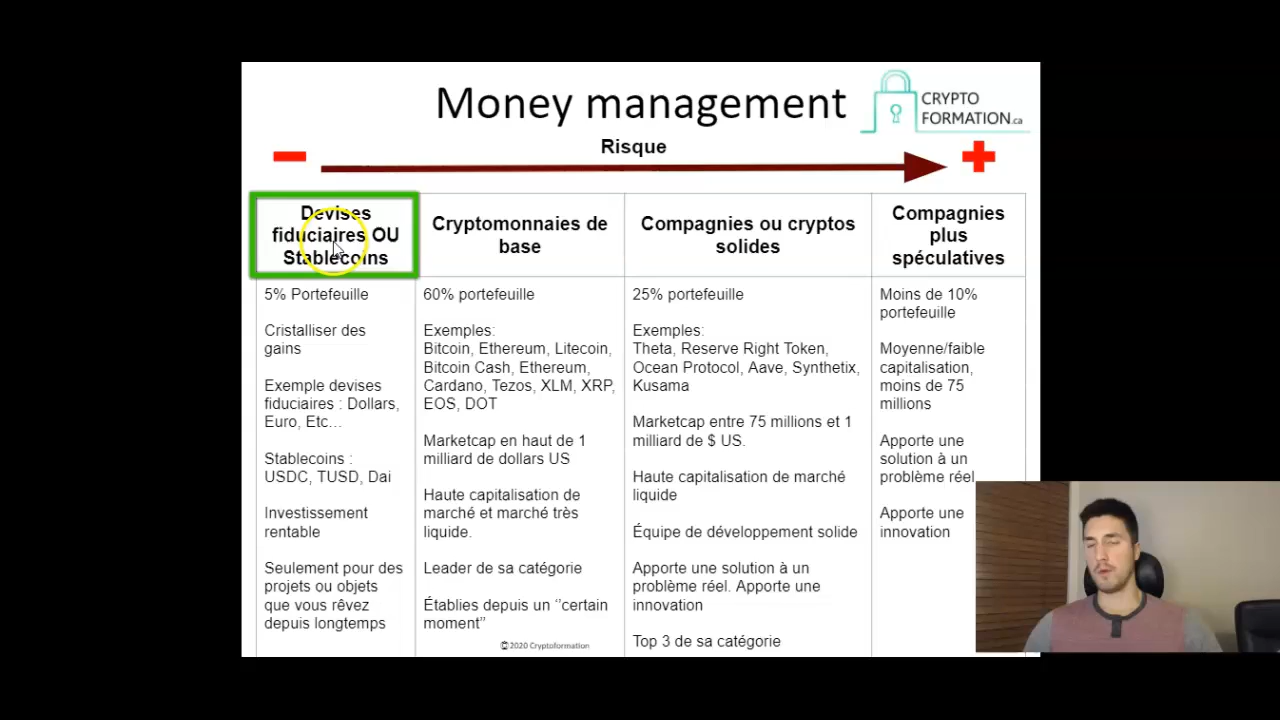 Money management
CRYPTO
FORMATION.ca
Risque
Devises
fiduciaires OU
Stablecoins
Cryptomonnaies de
base
Compagnies ou cryptos
solides
Compagnies
plus
spéculatives
5% Portefeuille
Cristalliser des
gains
Exemple devises
fiduciaires : Dollars,
Euro, Etc...
Stablecoins :
USDC, TUSD, Dai
Investissement
rentable
Seulement pour des
projets ou objets
que vous rêvez
depuis longtemps
60% portefeuille
Exemples:
Bitcoin, Ethereum, Litecoin,
Bitcoin Cash, Ethereum,
Cardano, Tezos, XLM, XRP,
EOS, DOT
Marketcap en haut de 1
milliard de dollars US
Haute capitalisation de
marché et marché très
liquide.
Leader de sa catégorie
Établies depuis un ‘’certain
moment’’
©2020 Cryptoformation
25% portefeuille
Exemples:
Theta, Reserve Right Token,
Ocean Protocol, Aave, Synthetix,
Kusama
Marketcap entre 75 millions et 1
milliard de $ US.
Haute capitalisation de marché
liquide
Équipe de développement solide
Apporte une solution à un
problème réel. Apporte une
innovation
Top 3 de sa catégorie
Moins de 10%
portefeuille
Moyenne/faible
capitalisation,
moins de 75
millions
Apporte une
solution à un
problème réel
Apporte une
innovation